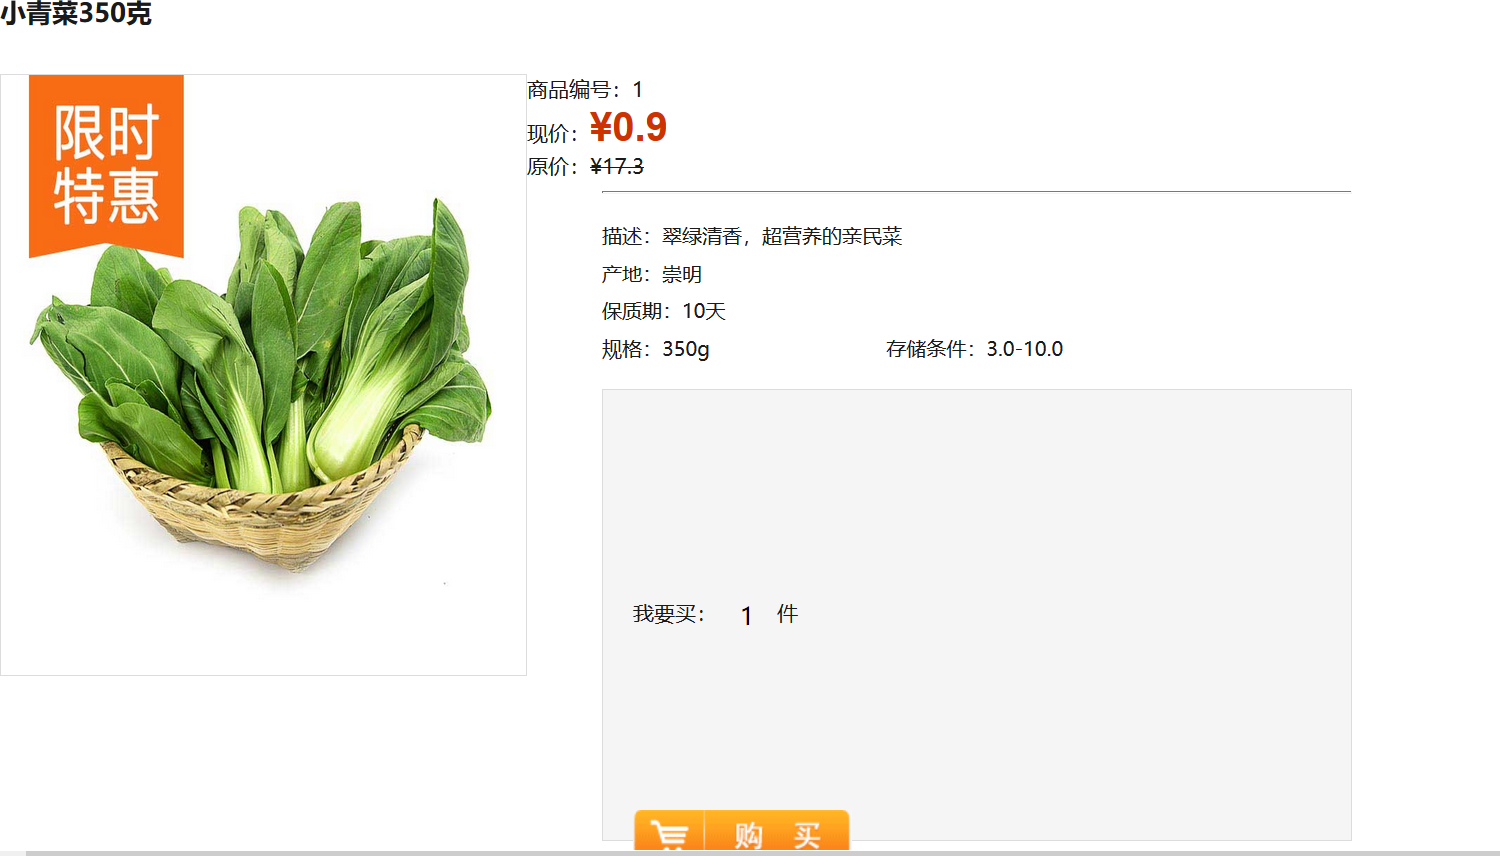 小青菜350克
限时
特惠
商品编号：1
现价：¥0.9
原价：¥17.3
描述：翠绿清香，超营养的亲民菜
产地：崇明
保质期：10天
规格：350g 存储条件：3.0-10.0
我要买： 1 件
购 买